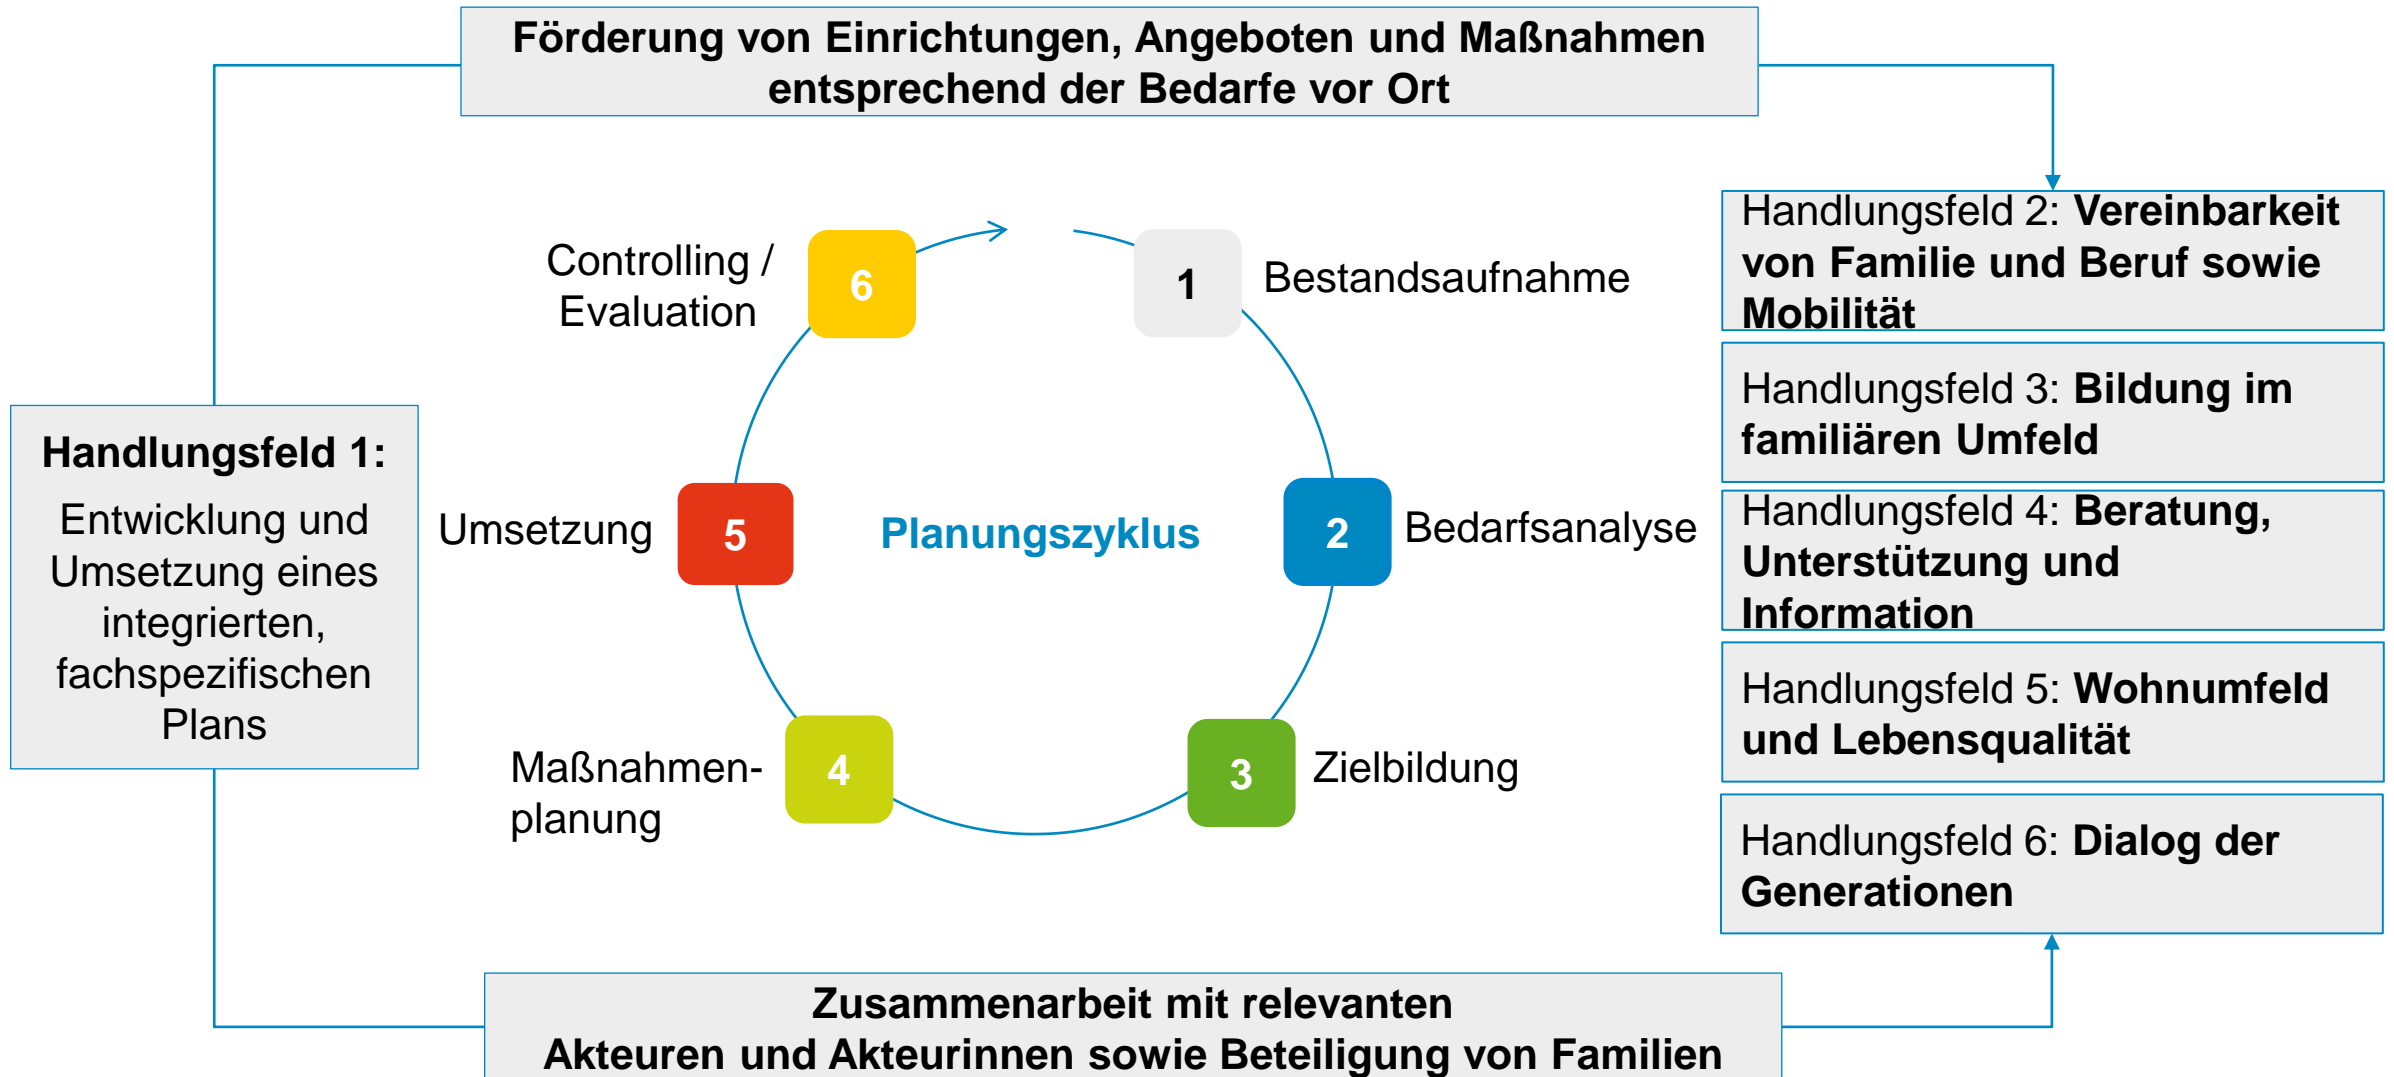 Förderung von Einrichtungen, Angeboten und Maßnahmen
entsprechend der Bedarfe vor Ort
Handlungsfeld 1:
Entwicklung und
Umsetzung eines
integrierten,
fachspezifischen
Plans
Planungszyklus
1
Bestandsaufnahme
2
Bedarfsanalyse
3
Zielbildung
4
Maßnahmen-
planung
5
Umsetzung
6
Controlling /
Evaluation
Handlungsfeld 2: Vereinbarkeit
von Familie und Beruf sowie
Mobilität
Handlungsfeld 3: Bildung im
familiären Umfeld
Handlungsfeld 4: Beratung,
Unterstützung und
Information
Handlungsfeld 5: Wohnumfeld
und Lebensqualität
Handlungsfeld 6: Dialog der
Generationen
Zusammenarbeit mit relevanten
Akteuren und Akteurinnen sowie Beteiligung von Familien